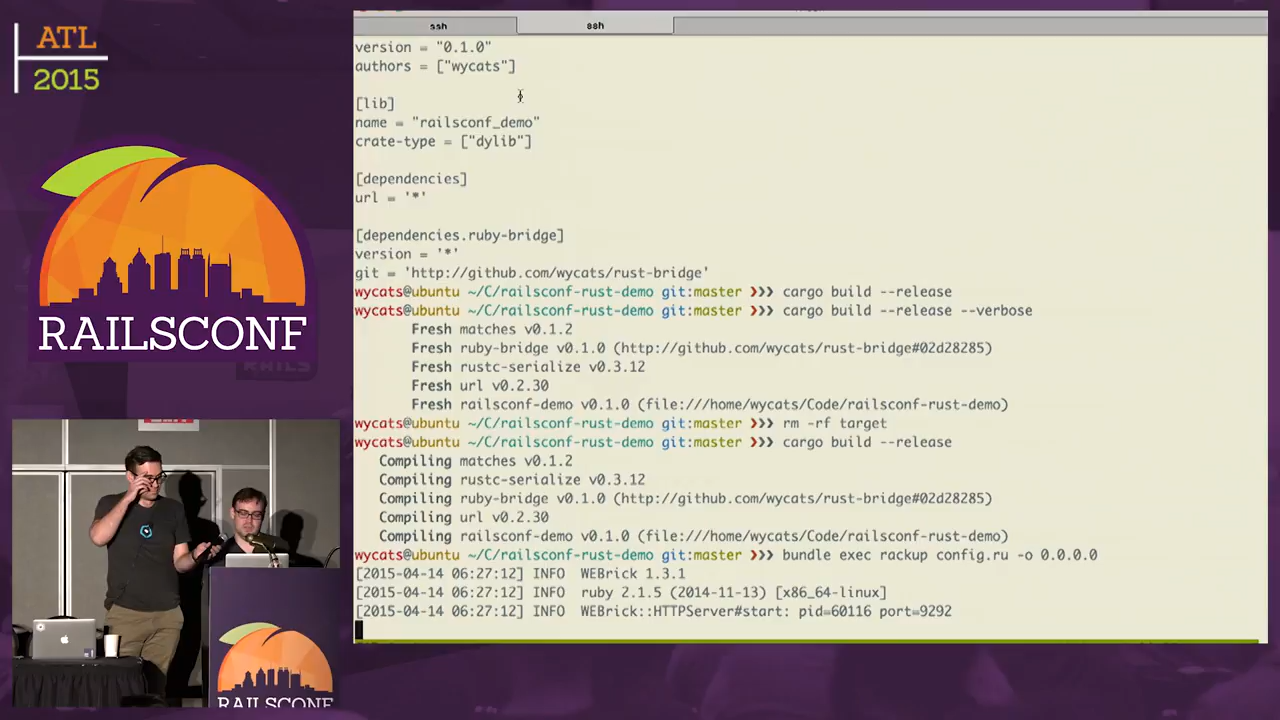 ATL
2015
RAILSCONF
ssh
ssh
version = "0.1.0"
authors = ["wycats"]
[lib]
name = "railsconf_demo"
crate-type = ["dylib"]
[dependencies]
url = '*'
[dependencies.ruby-bridge]
version = '*'
git = 'http://github.com/wycats/rust-bridge'
wycats@ubuntu ~/C/railsconf-rust-demo git:master ❯❯❯ cargo build --release
wycats@ubuntu ~/C/railsconf-rust-demo git:master ❯❯❯ cargo build --release --verbose
Fresh matches v0.1.2
Fresh ruby-bridge v0.1.0 (http://github.com/wycats/rust-bridge#02d28285)
Fresh rustc-serialize v0.3.12
Fresh url v0.2.30
Fresh railsconf-demo v0.1.0 (file:///home/wycats/Code/railsconf-rust-demo)
wycats@ubuntu ~/C/railsconf-rust-demo git:master ❯❯❯ rm -rf target
wycats@ubuntu ~/C/railsconf-rust-demo git:master ❯❯❯ cargo build --release
Compiling matches v0.1.2
Compiling rustc-serialize v0.3.12
Compiling ruby-bridge v0.1.0 (http://github.com/wycats/rust-bridge#02d28285)
Compiling url v0.2.30
Compiling railsconf-demo v0.1.0 (file:///home/wycats/Code/railsconf-rust-demo)
wycats@ubuntu ~/C/railsconf-rust-demo git:master ❯❯❯ bundle exec rackup config.ru -o 0.0.0.0
[2015-04-14 06:27:12] INFO  WEBrick 1.3.1
[2015-04-14 06:27:12] INFO  ruby 2.1.5 (2014-11-13) [x86_64-linux]
[2015-04-14 06:27:12] INFO  WEBrick::HTTPServer#start: pid=60116 port=9292
RAILSCONF